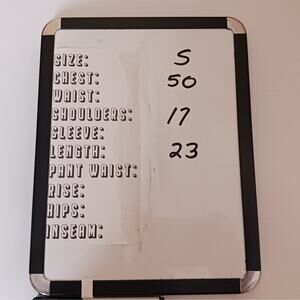 SIZE: S
CHEST: 50
WAIST:
SHOULDERS: 17
SLEEVE:
LENGTH: 23
PANT WAIST:
RISE:
HIPS:
INSEAM: